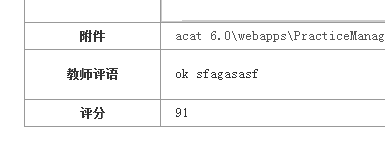 附件 acat 6.0\webapps\PracticeManag
教师评语 ok sfagasasf
评分 91